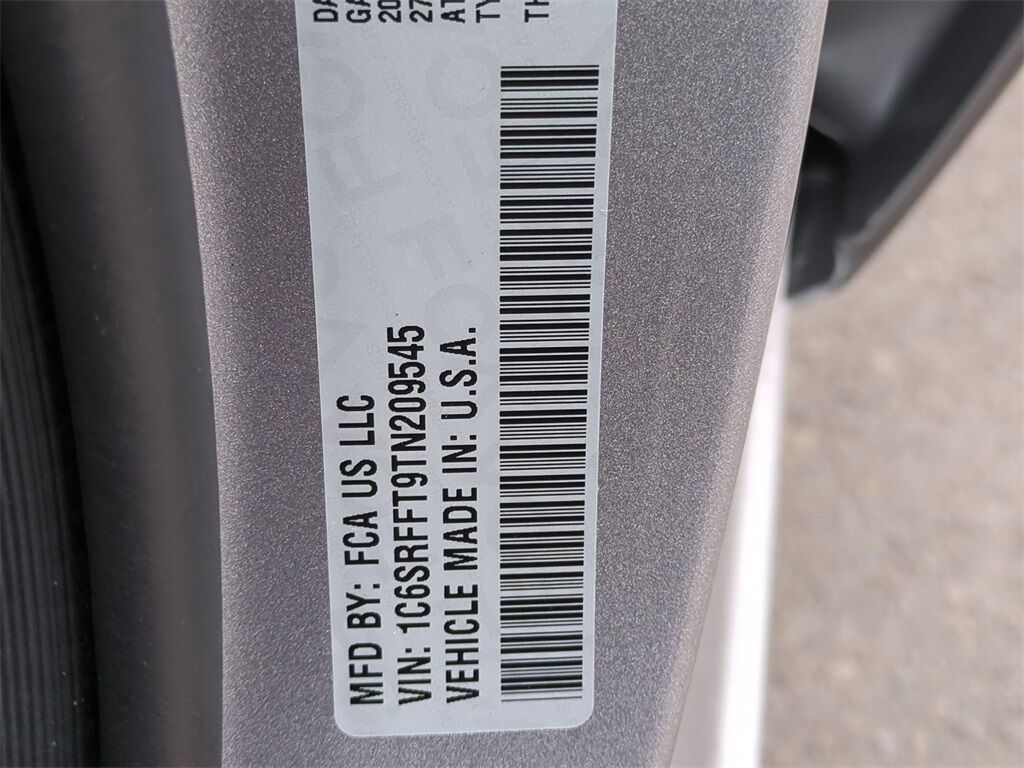 MFD BY: FCA US LLC
VIN: 1C6SRFFT9TN209545
VEHICLE MADE IN: U.S.A.